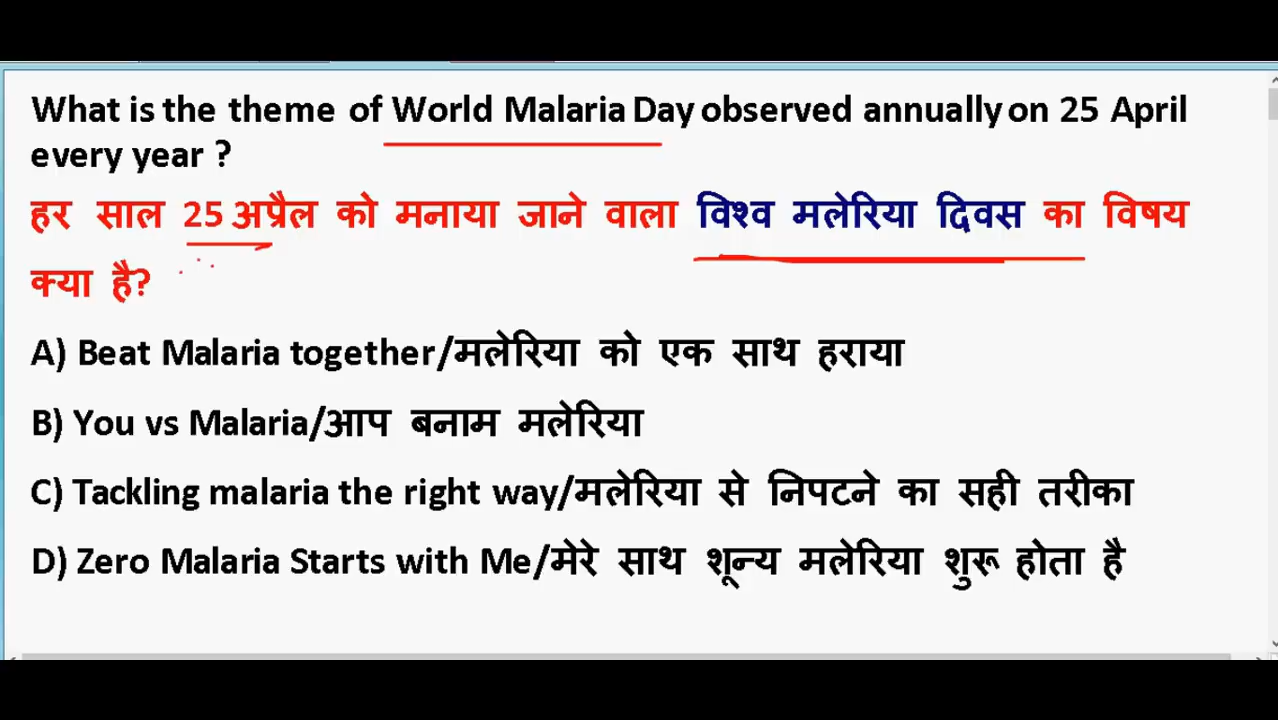 What is the theme of World Malaria Day observed annually on 25 April
every year ?
हर साल 25 अप्रैल को मनाया जाने वाला विश्व मलेरिया दिवस का विषय
क्या है?
A) Beat Malaria together/मलेरिया को एक साथ हराया
B) You vs Malaria/आप बनाम मलेरिया
C) Tackling malaria the right way/मलेरिया से निपटने का सही तरीका
D) Zero Malaria Starts with Me/मेरे साथ शून्य मलेरिया शुरू होता है